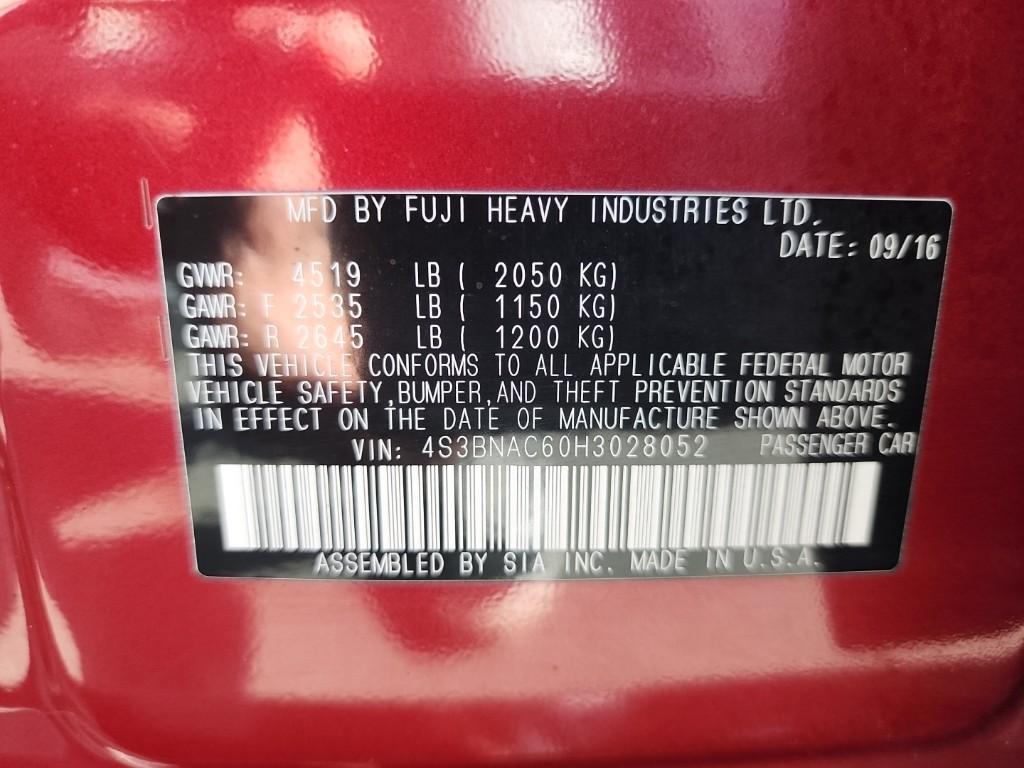 MFD BY FUJI HEAVY INDUSTRIES LTD.
DATE: 09/16
GVWR: 4519 LB ( 2050 KG)
GAWR: F 2535 LB ( 1150 KG)
GAWR: R 2645 LB ( 1200 KG)
THIS VEHICLE CONFORMS TO ALL APPLICABLE FEDERAL MOTOR
VEHICLE SAFETY,BUMPER,AND THEFT PREVENTION STANDARDS
IN EFFECT ON THE DATE OF MANUFACTURE SHOWN ABOVE.
VIN: 4S3BNAC60H3028052 PASSENGER CAR
ASSEMBLED BY SIA INC. MADE IN U.S.A.